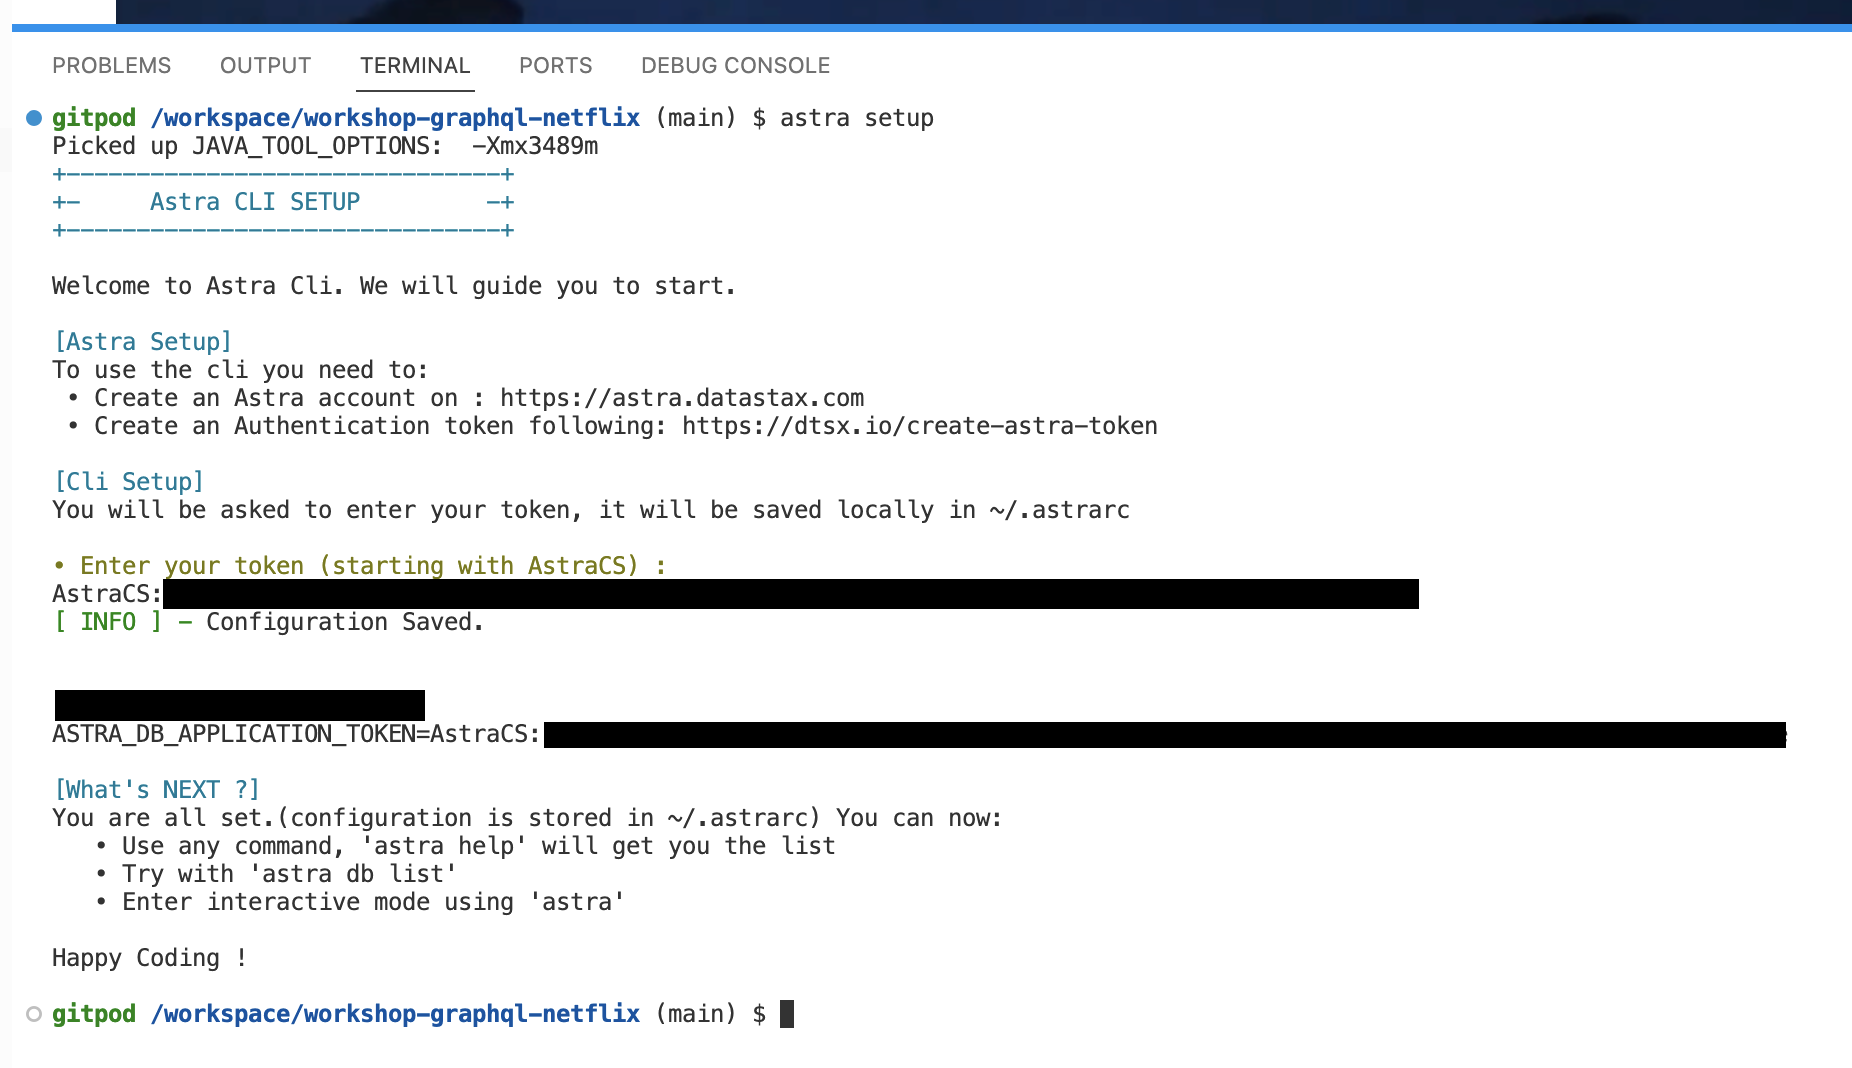 PROBLEMS OUTPUT TERMINAL PORTS DEBUG CONSOLE
gitpod /workspace/workshop-graphql-netflix (main) $ astra setup
Picked up JAVA_TOOL_OPTIONS:  -Xmx3489m
+-------------------------------+
+-     Astra CLI SETUP         -+
+-------------------------------+
Welcome to Astra Cli. We will guide you to start.
[Astra Setup]
To use the cli you need to:
• Create an Astra account on : https://astra.datastax.com
• Create an Authentication token following: https://dtsx.io/create-astra-token
[Cli Setup]
You will be asked to enter your token, it will be saved locally in ~/.astrarc
• Enter your token (starting with AstraCS) :
AstraCS:
[ INFO ] - Configuration Saved.
ASTRA_DB_APPLICATION_TOKEN=AstraCS:
[What's NEXT ?]
You are all set.(configuration is stored in ~/.astrarc) You can now:
• Use any command, 'astra help' will get you the list
• Try with 'astra db list'
• Enter interactive mode using 'astra'
Happy Coding !
gitpod /workspace/workshop-graphql-netflix (main) $